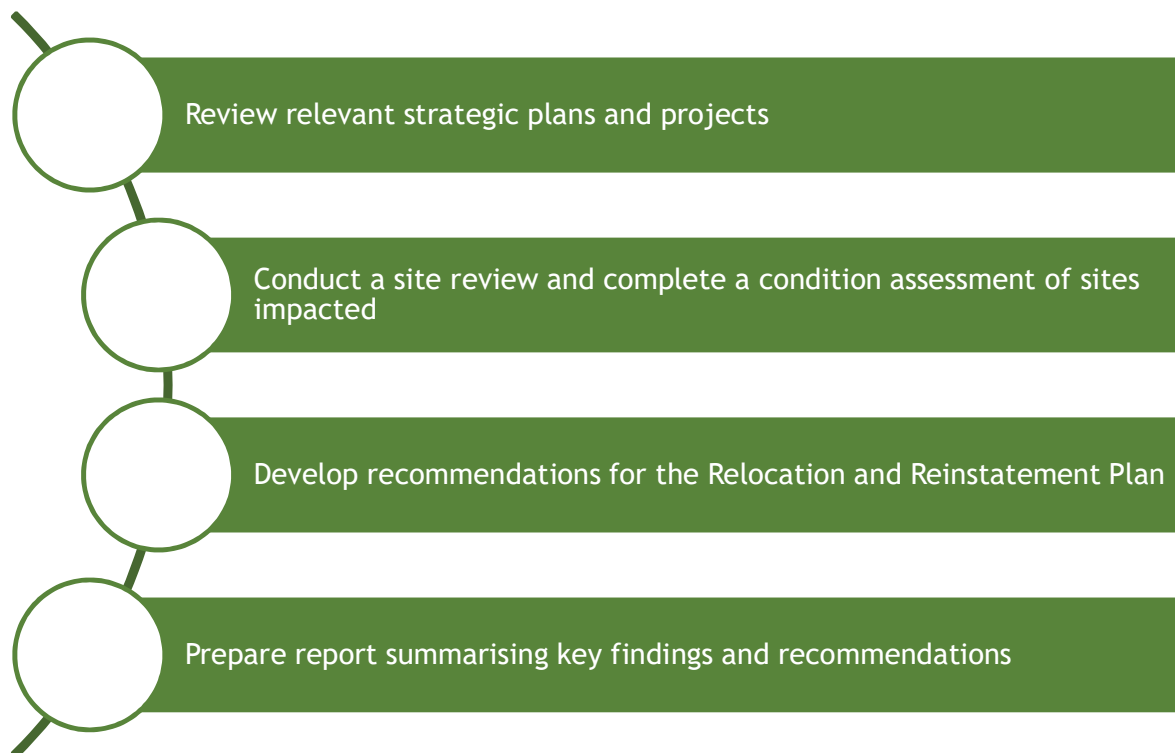 Review relevant strategic plans and projects
Conduct a site review and complete a condition assessment of sites
impacted
Develop recommendations for the Relocation and Reinstatement Plan
Prepare report summarising key findings and recommendations